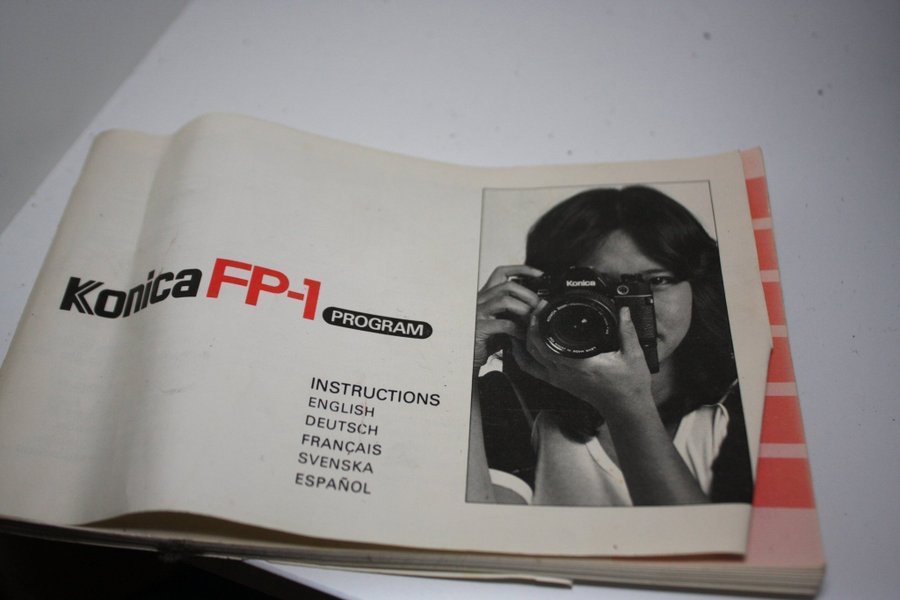 Konica FP-1 PROGRAM
INSTRUCTIONS
ENGLISH
DEUTSCH
FRANÇAIS
SVENSKA
ESPAÑOL
Konica